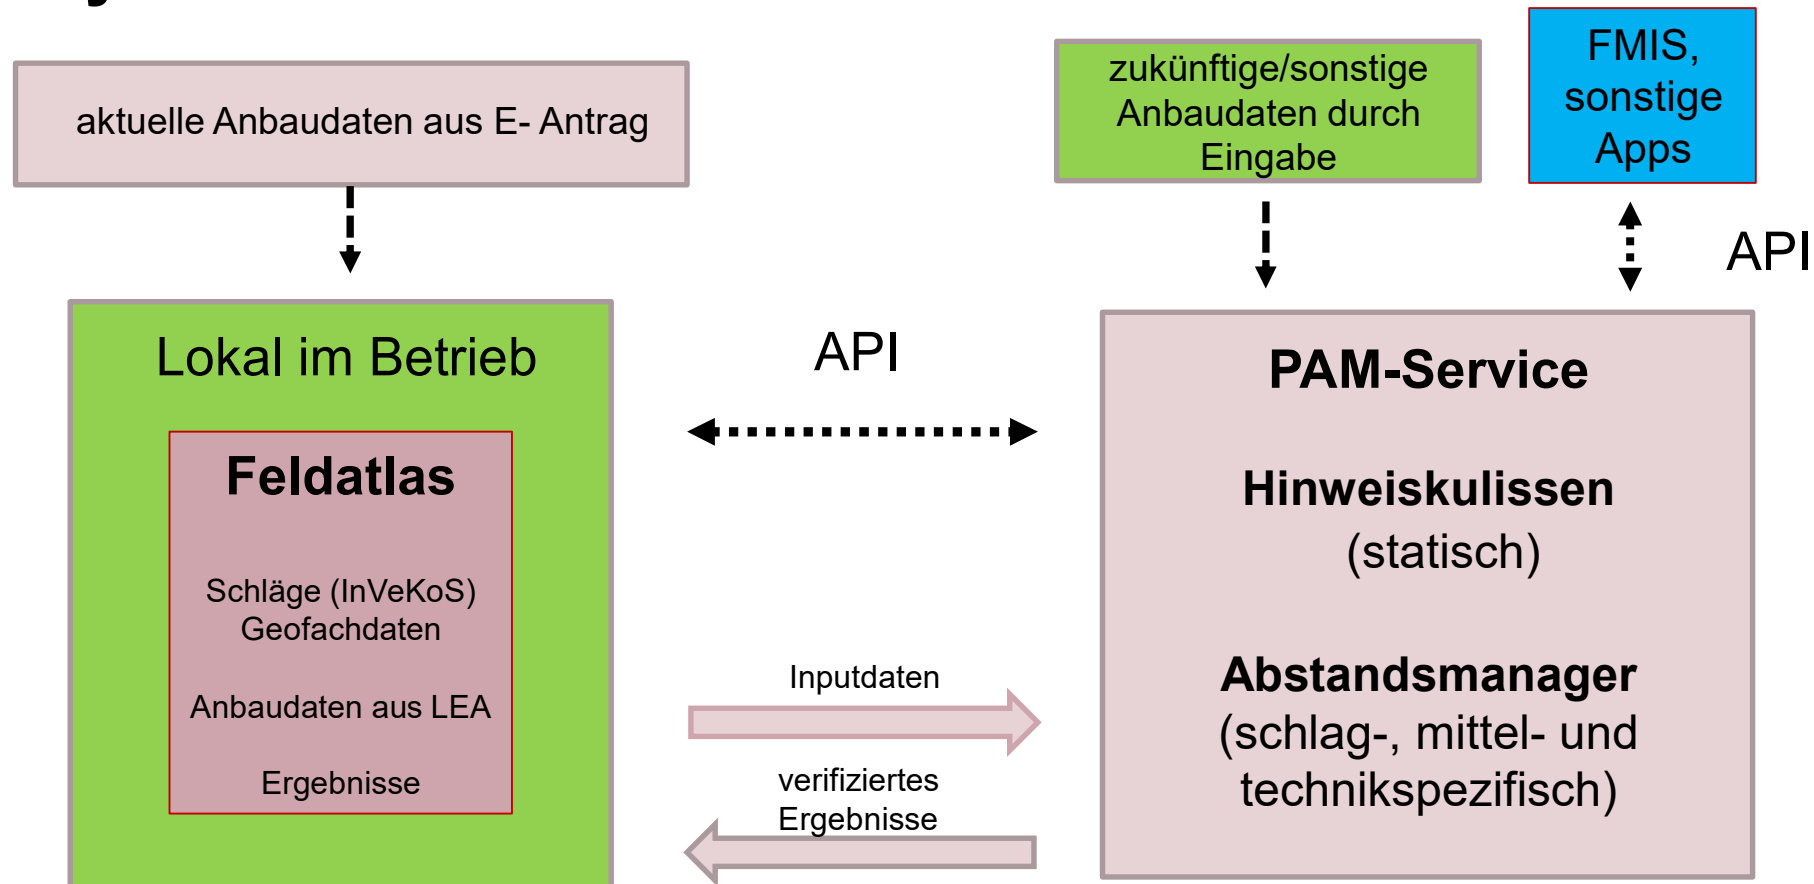 aktuelle Anbaudaten aus E- Antrag
zukünftige/sonstige
Anbaudaten durch
Eingabe
FMIS,
sonstige
Apps
API
Lokal im Betrieb
Feldatlas
Schläge (InVeKoS)
Geofachdaten
Anbaudaten aus LEA
Ergebnisse
API
Inputdaten
verifiziertes
Ergebnisse
PAM-Service
Hinweiskulissen
(statisch)
Abstandsmanager
(schlag-, mittel- und
technikspezifisch)